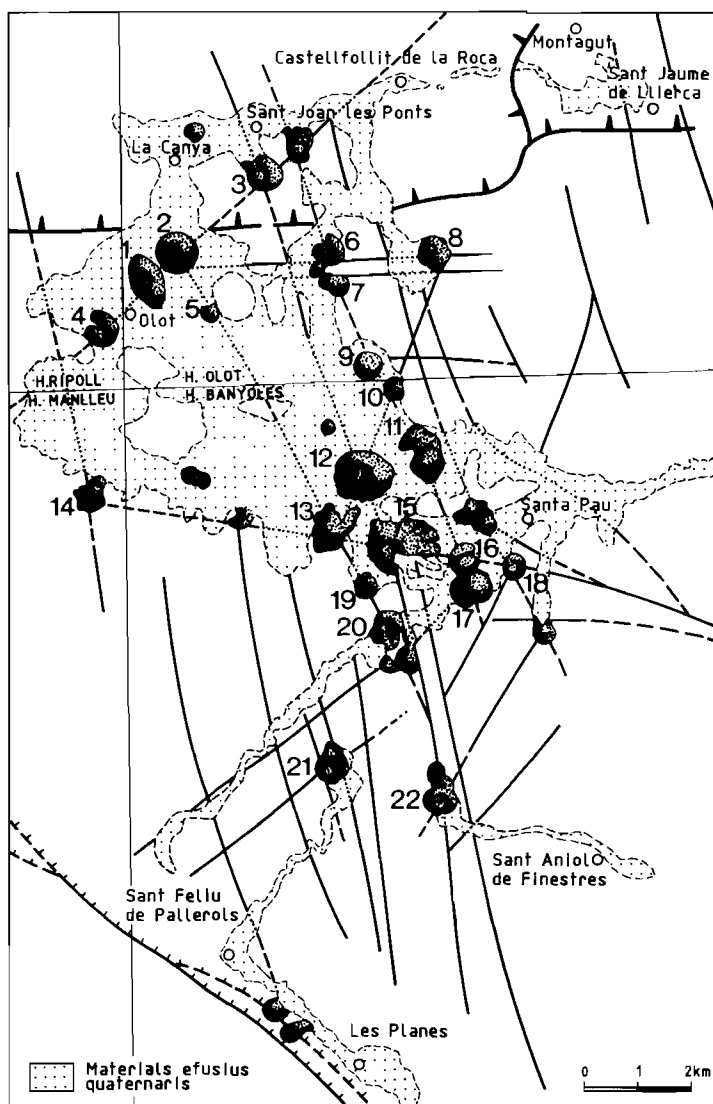 Montagut
Castellfollit de la Roca
Sant Jaume
de Llierca
Sant Joan les Ponts
La Canya
3
2
6
8
1
7
5
4
Olot
9
H.RIPOLL
H. OLOT
H. MANLLEU
H. BANYOLES
10
11
12
14
13
15
Santa Pau
16
18
19
17
20
21
22
Sant Aniol
de Finestres
Sant Feliu
de Pallerols
Les Planes
Materials efusius
quaternaris
0 1 2km